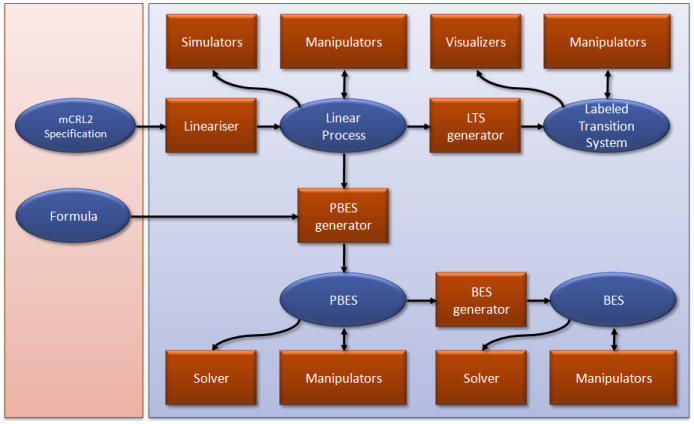 Simulators
Manipulators
Visualizers
Manipulators
mCRL2
Specification
Lineariser
Linear
Process
LTS
generator
Labeled
Transition
System
Formula
PBES
generator
PBES
BES
generator
BES
Solver
Manipulators
Solver
Manipulators